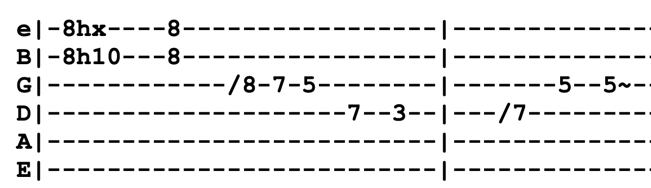 e|-8hx----8-----------------|-------------
B|-8h10---8-----------------|-------------
G|------------/8-7-5--------|-------5--5~-
D|--------------------7--3--|---/7--------
A|--------------------------|-------------
E|--------------------------|-------------